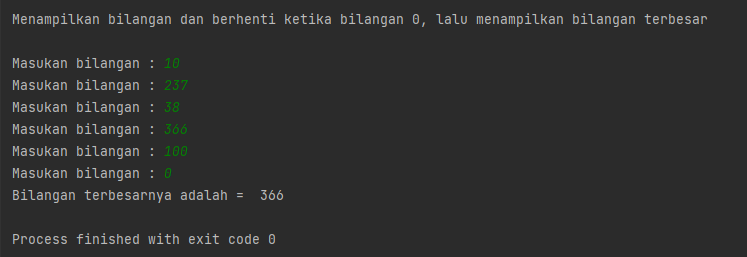 Menampilkan bilangan dan berhenti ketika bilangan 0, lalu menampilkan bilangan terbesar
Masukan bilangan : 10
Masukan bilangan : 237
Masukan bilangan : 38
Masukan bilangan : 366
Masukan bilangan : 100
Masukan bilangan : 0
Bilangan terbesarnya adalah =  366
Process finished with exit code 0